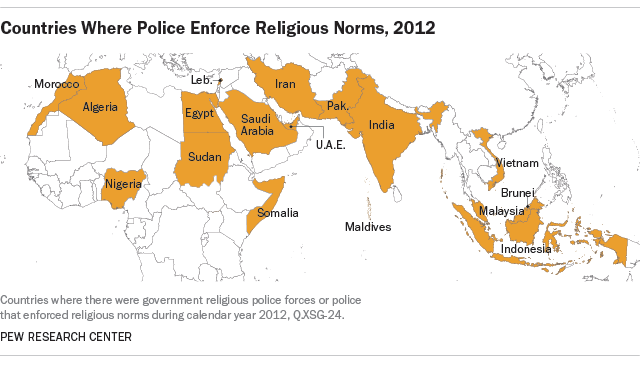 Countries Where Police Enforce Religious Norms, 2012
Leb.
Morocco
Iran
Algeria
Pak.
Egypt
Saudi
Arabia
India
U.A.E.
Sudan
Vietnam
Nigeria
Brunei
Somalia
Malaysia
Maldives
Indonesia
Countries where there were government religious police forces or police
that enforced religious norms during calendar year 2012, QXSG-24.
PEW RESEARCH CENTER